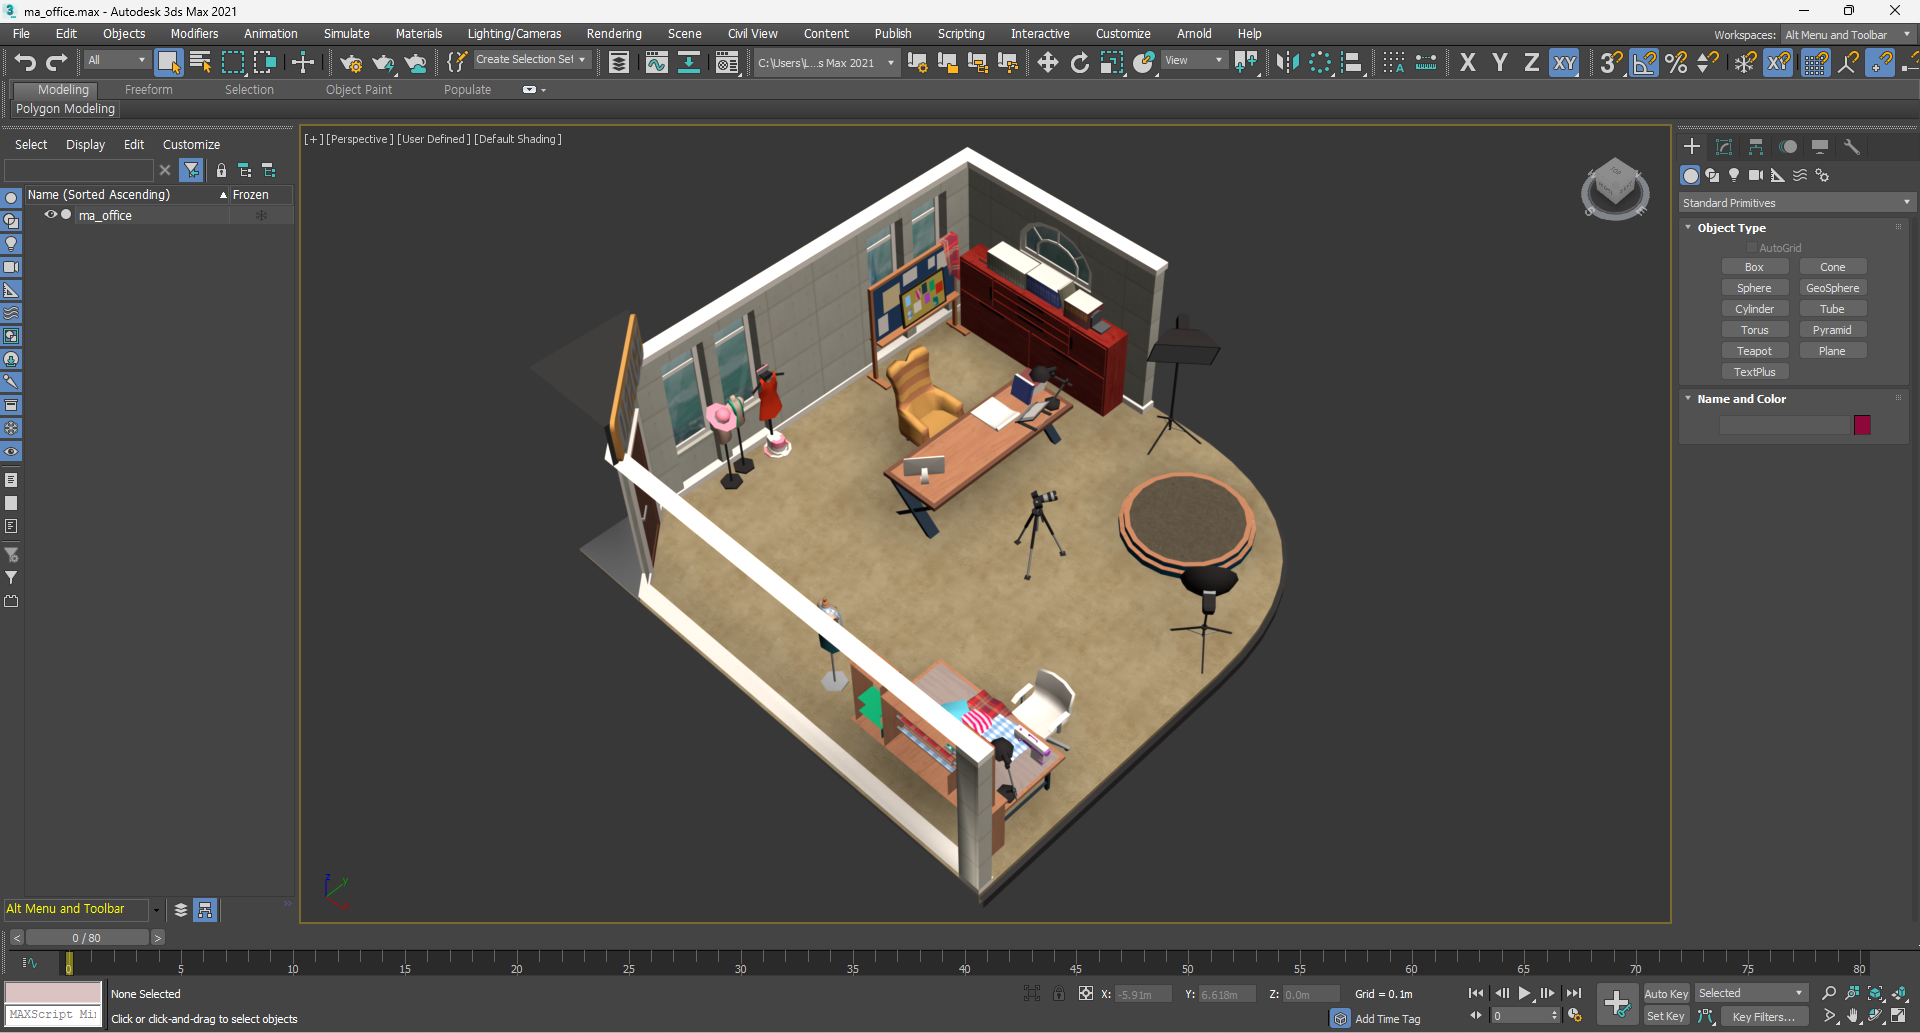 ma_office.max - Autodesk 3ds Max 2021
File Edit Objects Modifiers Animation Simulate Materials Lighting/Cameras Rendering Scene Civil View Content Publish Scripting Interactive Customize Arnold Help
Workspaces: Alt Menu and Toolbar
All
Create Selection Set
C:\Users\L...s Max 2021
View
X Y Z XY
Modeling Freeform Selection Object Paint Populate
Polygon Modeling
Select Display Edit Customize
Name (Sorted Ascending) Frozen
ma_office
[+] [Perspective] [User Defined] [Default Shading]
Standard Primitives
Object Type
AutoGrid
Box Cone
Sphere GeoSphere
Cylinder Tube
Torus Pyramid
Teapot Plane
TextPlus
Name and Color
z y
Alt Menu and Toolbar
< 0 / 80 >
0 5 10 15 20 25 30 35 40 45 50 55 60 65 70 75 80
None Selected
X: -5.91m Y: 6.618m Z: 0.0m Grid = 0.1m
Auto Key Selected
MAXScript Mi
Click or click-and-drag to select objects
Add Time Tag
0
Set Key Key Filters...